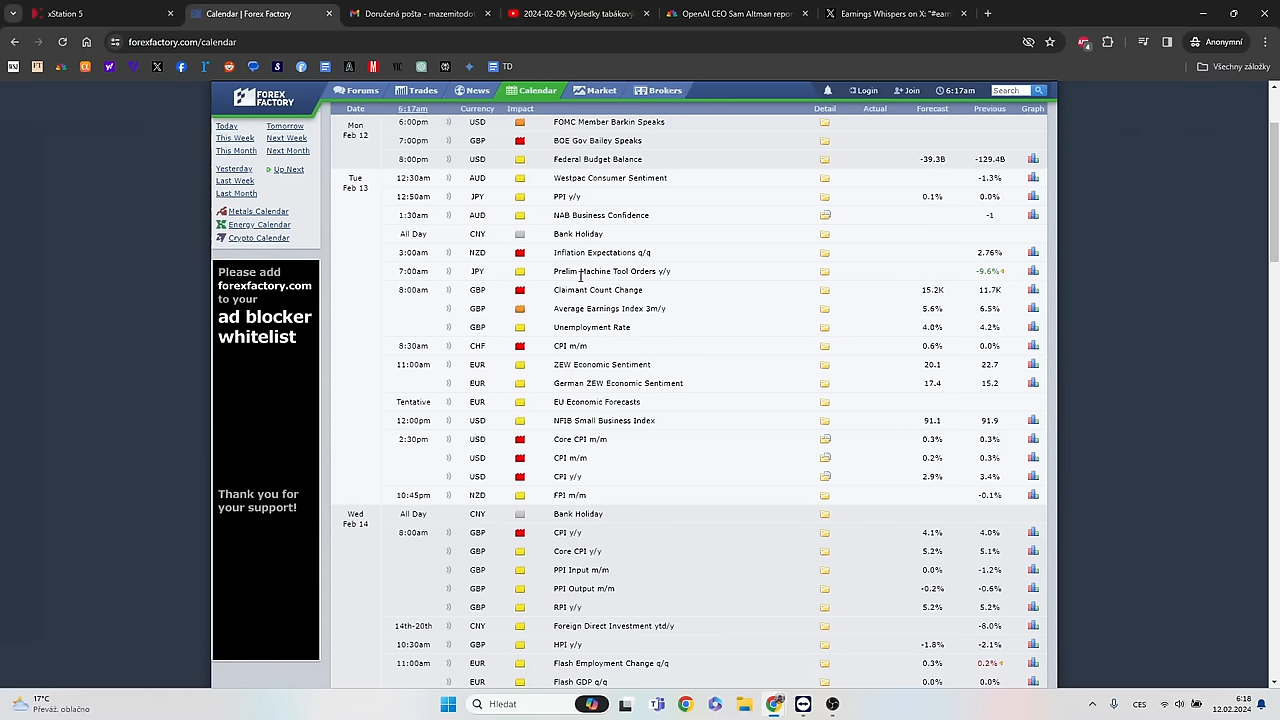 xStation 5
Calendar | Forex Factory
Doručená pošta - mazemitodol
2024-02-09: Výsledky tabákový
OpenAI CEO Sam Altman repor
Earnings Whispers on X: "#earn
forexfactory.com/calendar
Anonymní
TD
Všechny záložky
FOREX FACTORY
Forums Trades News Calendar Market Brokers
Login Join 6:17am Search
Today Tomorrow
This Week Next Week
This Month Next Month
Yesterday Up Next
Last Week
Last Month
Metals Calendar
Energy Calendar
Crypto Calendar
Please add
forexfactory.com
to your
ad blocker
whitelist
Thank you for
your support!
Date 6:17am Currency Impact Detail Actual Forecast Previous Graph
Mon Feb 12 6:00pm USD FOMC Member Barkin Speaks
7:00pm GBP BOE Gov Bailey Speaks
8:00pm USD Federal Budget Balance -39.3B -129.4B
Tue Feb 13 12:30am AUD Westpac Consumer Sentiment -1.3%
12:50am JPY PPI y/y 0.1% 0.0%
1:30am AUD NAB Business Confidence -1
All Day CNY Bank Holiday
3:00am NZD Inflation Expectations q/q 2.76%
7:00am JPY Prelim Machine Tool Orders y/y -9.6%
8:00am GBP Claimant Count Change 15.2K 11.7K
GBP Average Earnings Index 3m/y 5.6% 6.5%
GBP Unemployment Rate 4.0% 4.2%
8:30am CHF CPI m/m 0.6% 0.0%
11:00am EUR ZEW Economic Sentiment 20.1 22.7
EUR German ZEW Economic Sentiment 17.4 15.2
Tentative EUR EU Economic Forecasts
12:00pm USD NFIB Small Business Index 91.1 91.9
2:30pm USD Core CPI m/m 0.3% 0.3%
USD CPI m/m 0.2% 0.3%
USD CPI y/y 2.9% 3.4%
10:45pm NZD FPI m/m -0.1%
Wed Feb 14 All Day CNY Bank Holiday
8:00am GBP CPI y/y 4.1% 4.0%
GBP Core CPI y/y 5.2% 5.1%
GBP PPI Input m/m 0.0% -1.2%
GBP PPI Output m/m -0.2% -0.6%
GBP RPI y/y 5.2% 5.2%
14th-20th CNY Foreign Direct Investment ytd/y -8.0%
10:30am GBP HPI y/y -1.8% -2.1%
11:00am EUR Flash Employment Change q/q 0.3% 0.2%
EUR Flash GDP q/q 0.0% 0.0%
17°C
Převáž. oblačno
Hledat
CES
6:18
12.02.2024